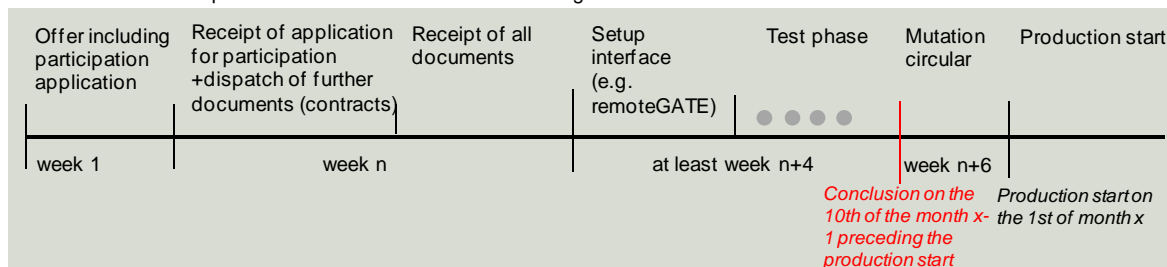 Offer including
participation
application
Receipt of application
for participation
+dispatch of further
documents (contracts)
Receipt of all
documents
Setup
interface
(e.g.
remoteGATE)
Test phase
Mutation
circular
Production start
week 1
week n
at least week n+4
week n+6
Conclusion on the
10th of the month x-
1 preceding the
production start
Production start on
the 1st of month x